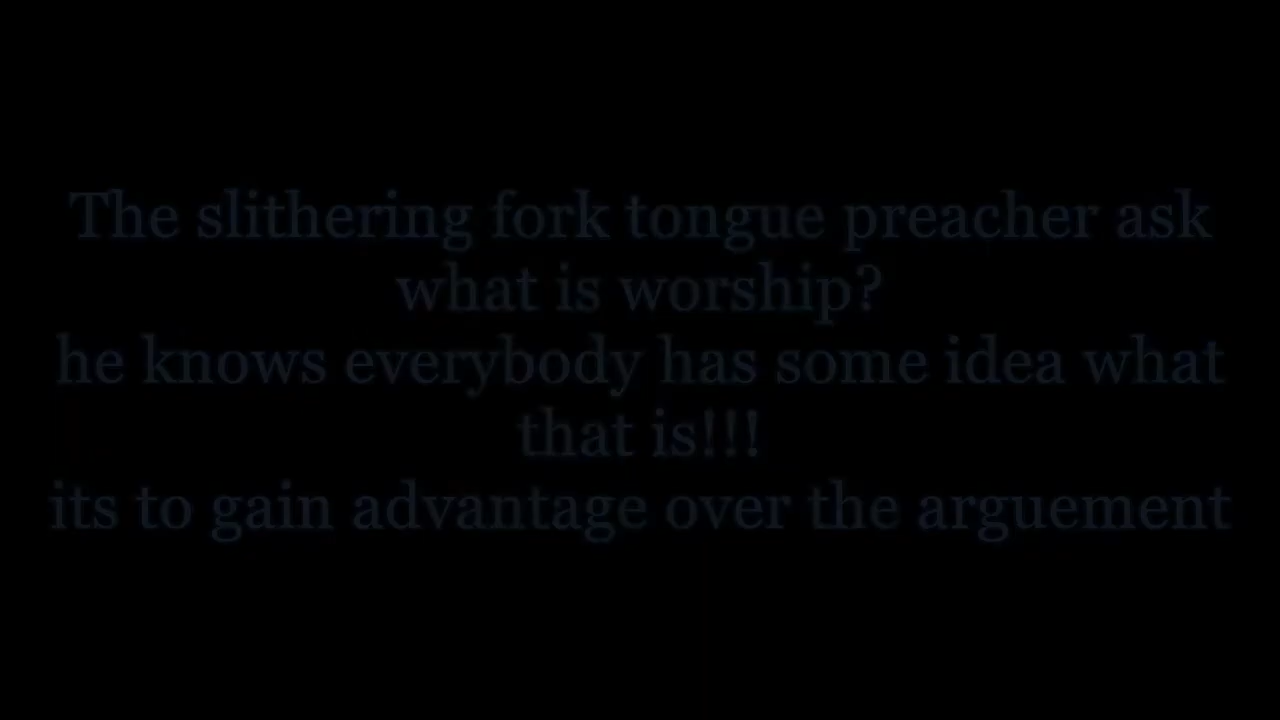 The slithering fork tongue preacher ask
what is worship?
he knows everybody has some idea what
that is!!!
its to gain advantage over the arguement